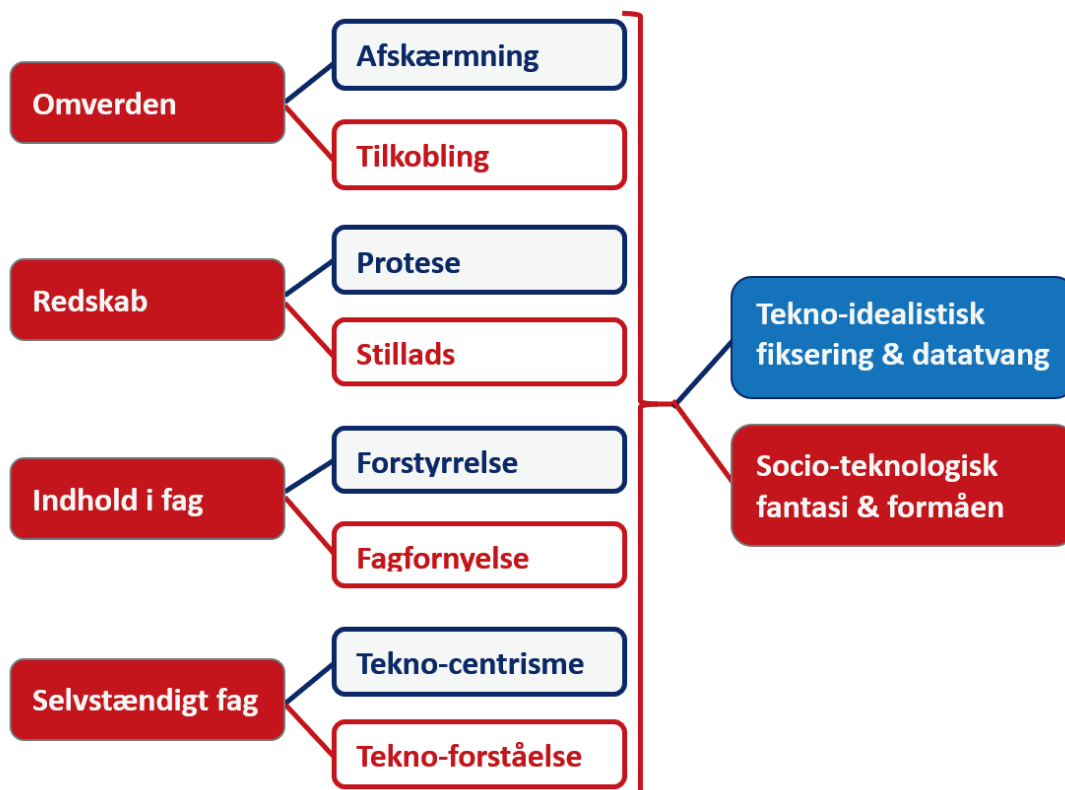 Omverden
Afskærmning
Tilkobling
Redskab
Protese
Stillads
Indhold i fag
Forstyrrelse
Fagfornyelse
Selvstændigt fag
Tekno-centrisme
Tekno-forståelse
Tekno-idealistisk
fiksering & datatvang
Socio-teknologisk
fantasi & formåen